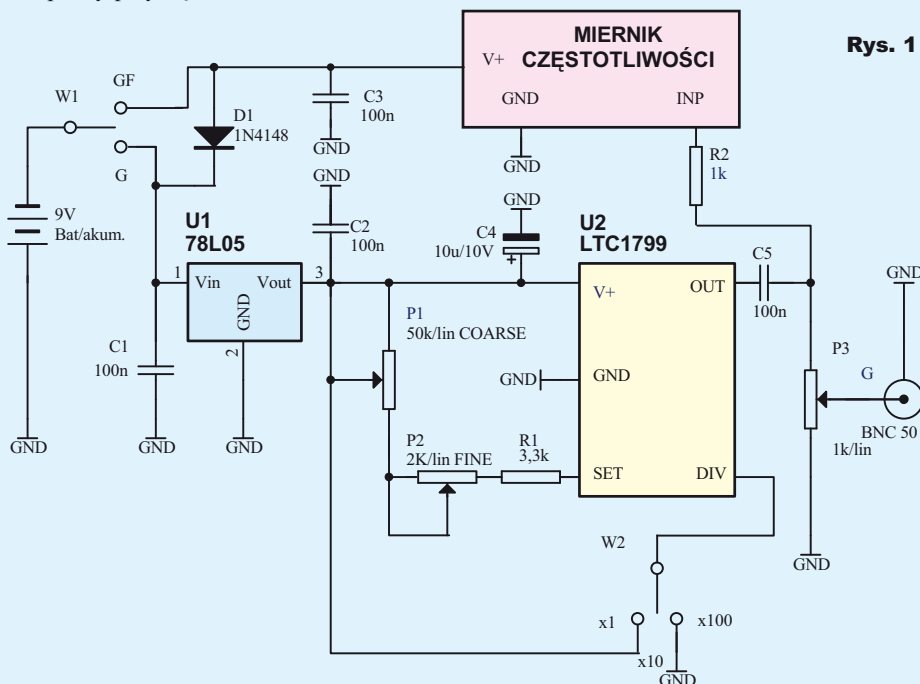 Rys. 1
MIERNIK
CZĘSTOTLIWOŚCI
V+
GND
INP
GND
GF
W1
G
D1
1N4148
C3
100n
GND
GND
C2
100n
R2
1k
9V
Bat/akum.
GND
U1
78L05
1
Vin
Vout
3
GND
2
GND
C1
100n
GND
GND
C4
10u/10V
+
U2
LTC1799
V+
OUT
GND
SET
DIV
GND
C5
100n
P1
50k/lin COARSE
P2
2K/lin FINE
R1
3,3k
P3
1k/lin
G
GND
BNC 50
GND
W2
x1
x100
x10
GND